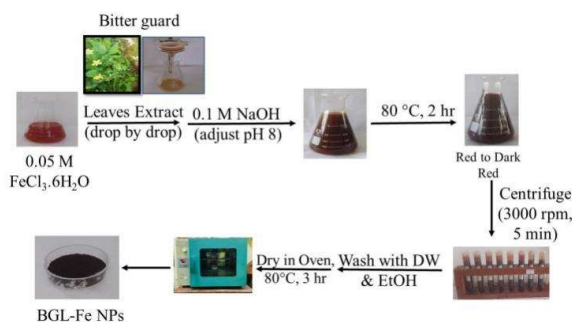 Bitter guard
Leaves Extract
(drop by drop)
0.1 M NaOH
(adjust pH 8)
80 °C, 2 hr
0.05 M
FeCl₃.6H₂O
Red to Dark
Red
Centrifuge
(3000 rpm,
5 min)
Wash with DW
& EtOH
Dry in Oven,
80°C, 3 hr
BGL-Fe NPs